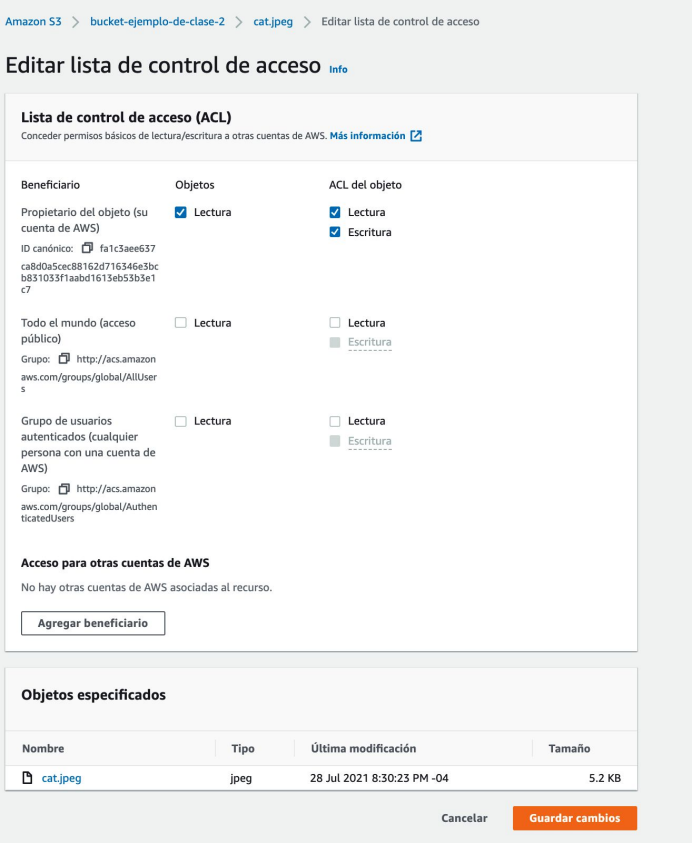 Amazon S3 > bucket-ejemplo-de-clase-2 > cat.jpeg > Editar lista de control de acceso
Editar lista de control de acceso Info
Lista de control de acceso (ACL)
Conceder permisos básicos de lectura/escritura a otras cuentas de AWS. Más información
Beneficiario Objetos ACL del objeto
Propietario del objeto (su Lectura Lectura
cuenta de AWS) Escritura
ID canónico: fa1c3aee637
ca8d0a5cec88162d716346e3bc
b831033f1aabd1613eb53b3e1
c7
Todo el mundo (acceso Lectura Lectura
público) Escritura
Grupo: http://acs.amazon
aws.com/groups/global/AllUser
s
Grupo de usuarios Lectura Lectura
autenticados (cualquier Escritura
persona con una cuenta de
AWS)
Grupo: http://acs.amazon
aws.com/groups/global/Authen
ticatedUsers
Acceso para otras cuentas de AWS
No hay otras cuentas de AWS asociadas al recurso.
Agregar beneficiario
Objetos especificados
Nombre Tipo Última modificación Tamaño
cat.jpeg jpeg 28 Jul 2021 8:30:23 PM -04 5.2 KB
Cancelar Guardar cambios